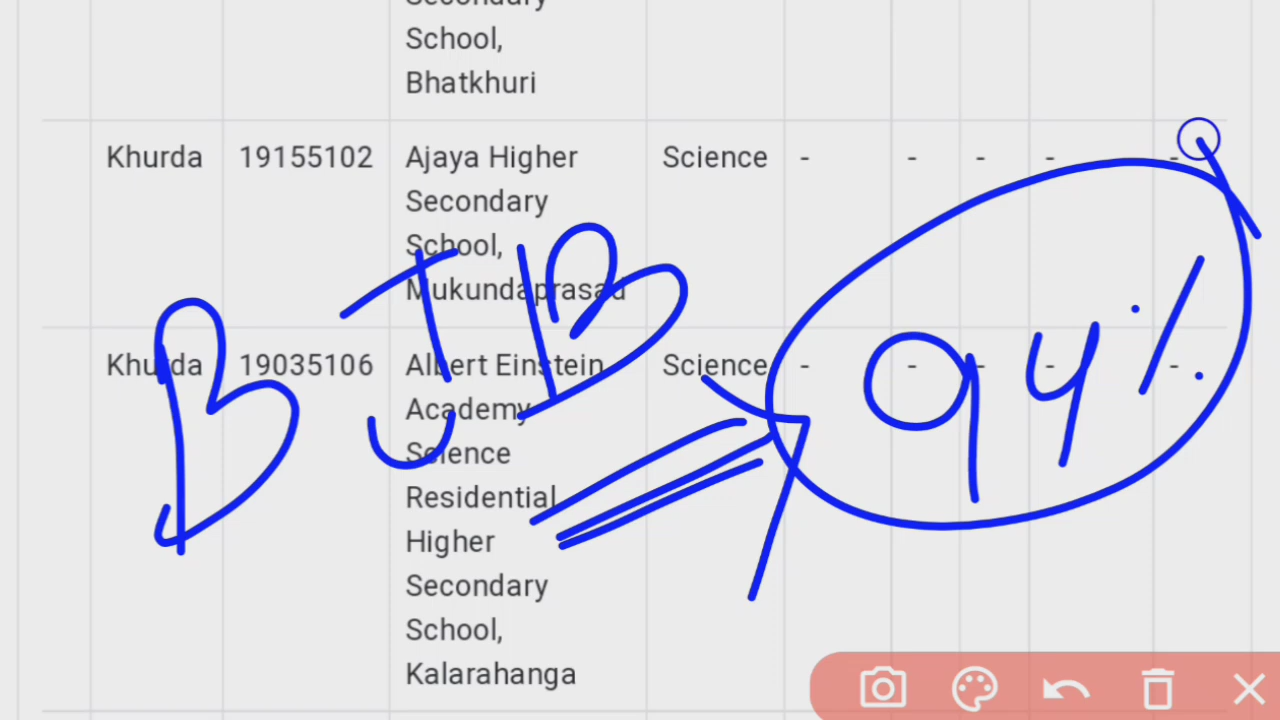 Secondary
School,
Bhatkhuri
Khurda 19155102 Ajaya Higher Science - - - - -
Secondary
School,
Mukundaprasad
Khurda 19035106 Albert Einstein Science - - - - -
Academy
Science
Residential
Higher
Secondary
School,
Kalarahanga
BJB 94%